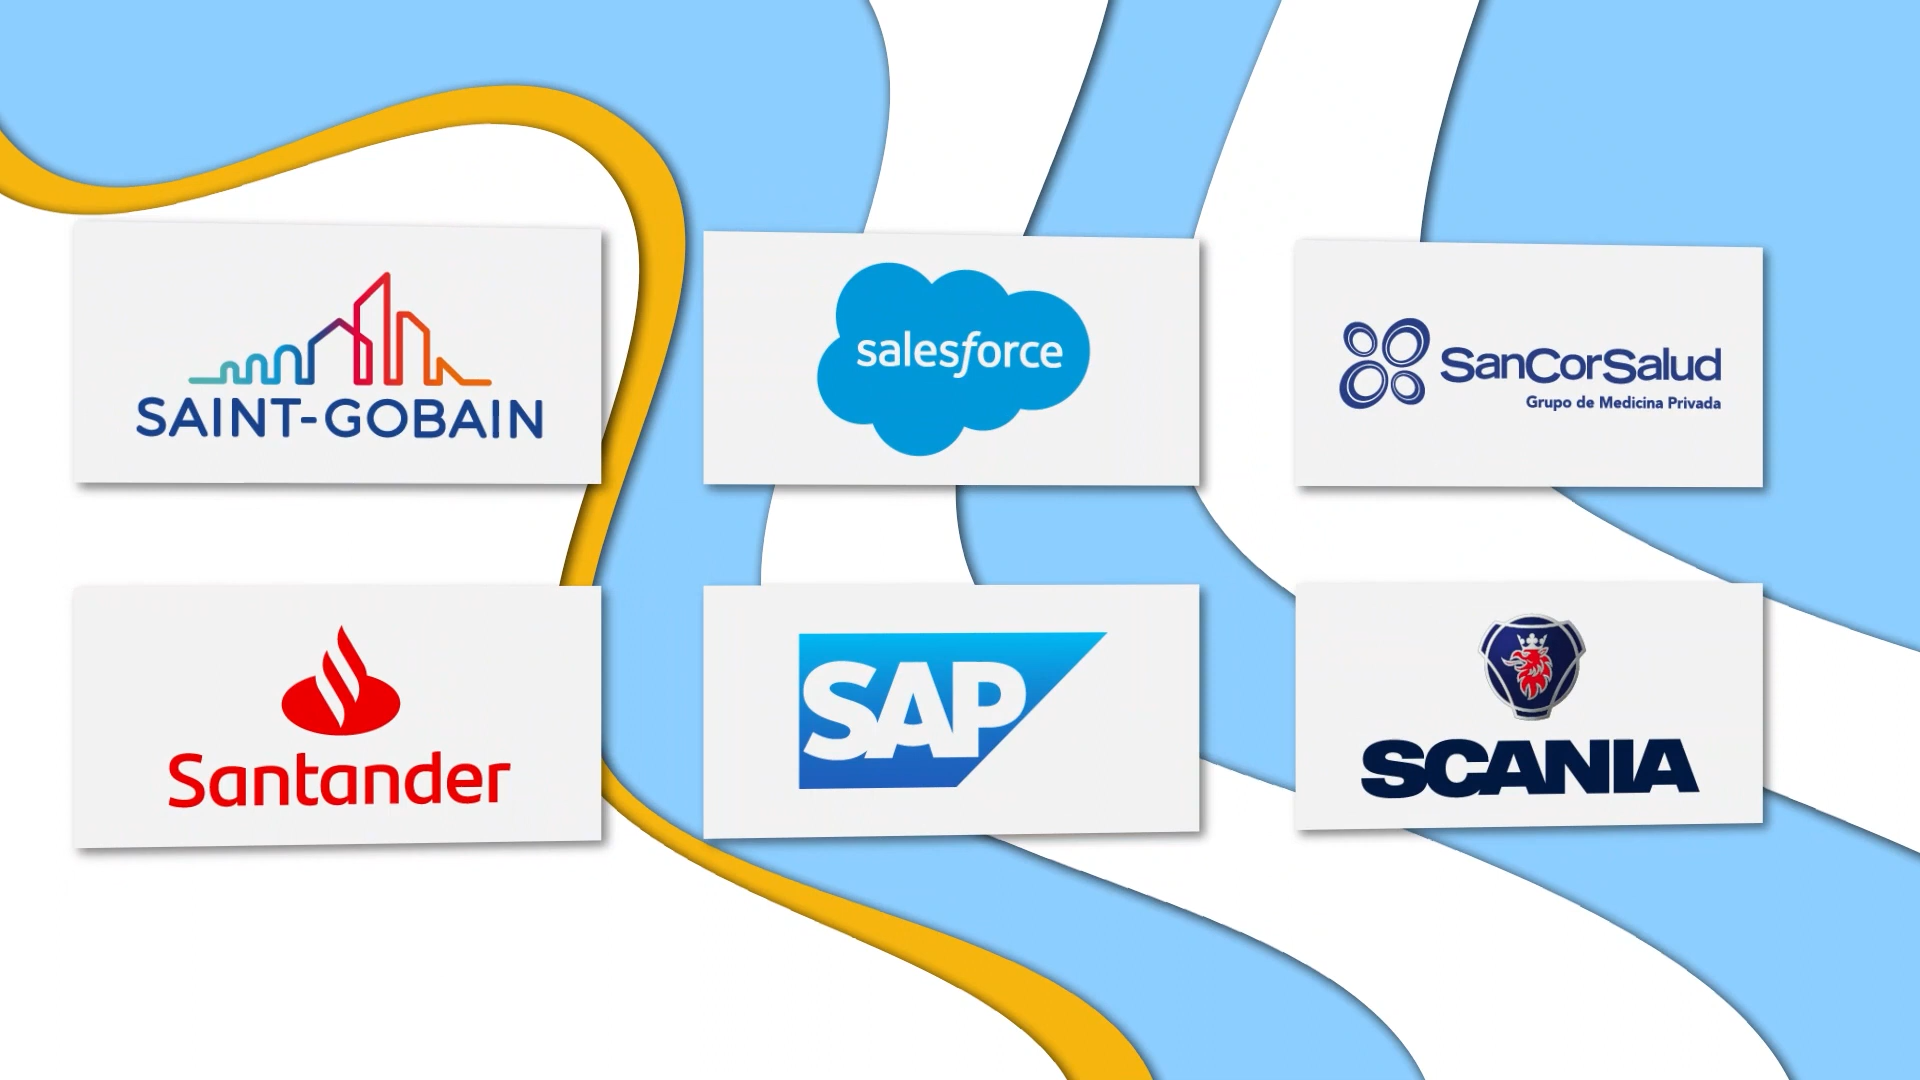 SAINT-GOBAIN
salesforce
SanCorSalud
Grupo de Medicina Privada
Santander
SAP
SCANIA